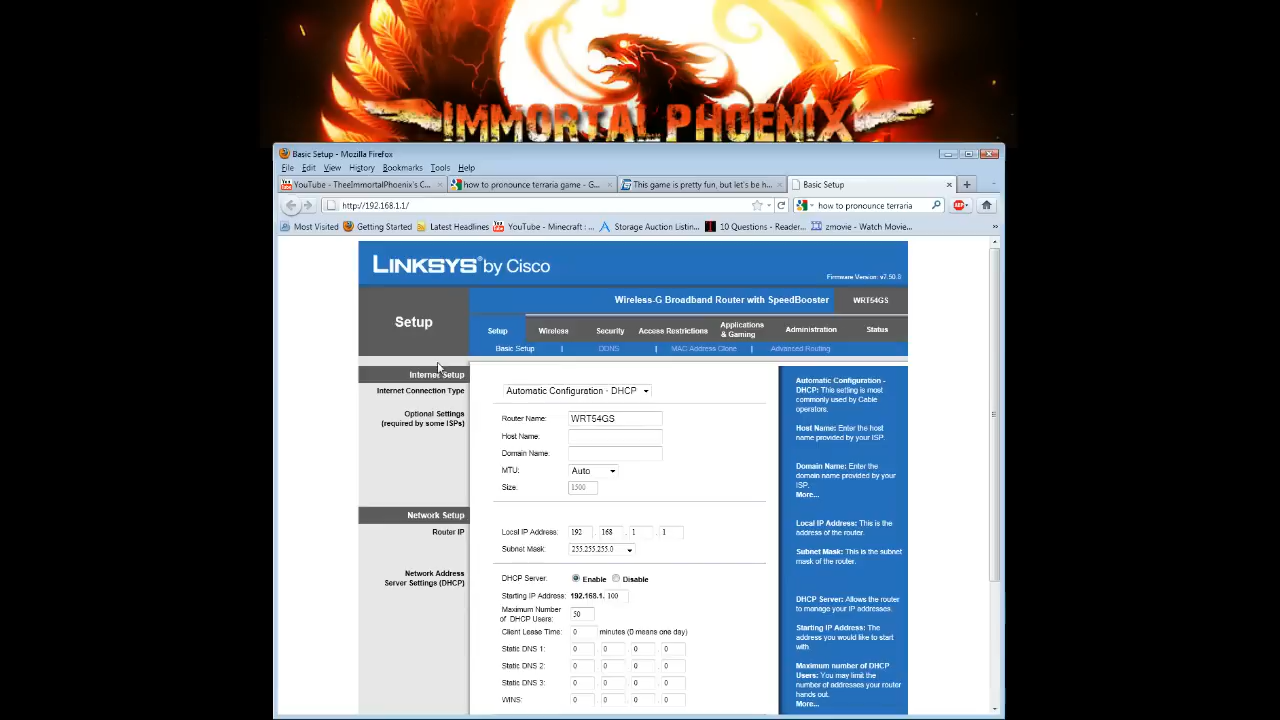 IMMORTAL PHOENIX
Basic Setup - Mozilla Firefox
File Edit View History Bookmarks Tools Help
YouTube - TheeImmortalPhoenix's C...
how to pronounce terraria game - G...
This game is pretty fun, but let's be h...
Basic Setup
http://192.168.1.1/
how to pronounce terraria
Most Visited Getting Started Latest Headlines YouTube - Minecraft : ... Storage Auction Listin... 10 Questions - Reader... zmovie - Watch Movie...
LINKSYS® by Cisco
Firmware Version: v7.50.8
Wireless-G Broadband Router with SpeedBooster WRT54GS
Setup
Setup Wireless Security Access Restrictions Applications & Gaming Administration Status
Basic Setup | DDNS | MAC Address Clone | Advanced Routing
Internet Setup
Internet Connection Type
Automatic Configuration - DHCP
Optional Settings
(required by some ISPs)
Router Name: WRT54GS
Host Name:
Domain Name:
MTU: Auto
Size: 1500
Network Setup
Router IP
Local IP Address: 192 . 168 . 1 . 1
Subnet Mask: 255.255.255.0
Network Address
Server Settings (DHCP)
DHCP Server: Enable Disable
Starting IP Address: 192.168.1. 100
Maximum Number
of DHCP Users: 50
Client Lease Time: 0 minutes (0 means one day)
Static DNS 1: 0 . 0 . 0 . 0
Static DNS 2: 0 . 0 . 0 . 0
Static DNS 3: 0 . 0 . 0 . 0
WINS: 0 . 0 . 0 . 0
Automatic Configuration -
DHCP: This setting is most
commonly used by Cable
operators.
Host Name: Enter the host
name provided by your ISP.
Domain Name: Enter the
domain name provided by your
ISP.
More...
Local IP Address: This is the
address of the router.
Subnet Mask: This is the subnet
mask of the router.
DHCP Server: Allows the router
to manage your IP addresses.
Starting IP Address: The
address you would like to start
with
Maximum number of DHCP
Users: You may limit the
number of addresses your router
hands out.
More...